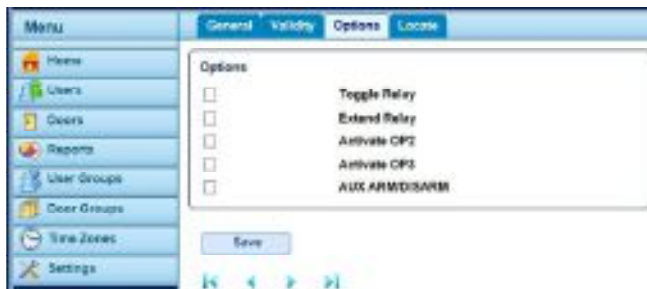 Menu
Home
Users
Doors
Reports
User Groups
Door Groups
Time Zones
Settings
General Validity Options Locate
Options
Toggle Relay
Extend Relay
Activate OP2
Activate OP3
AUX ARM/DISARM
Save